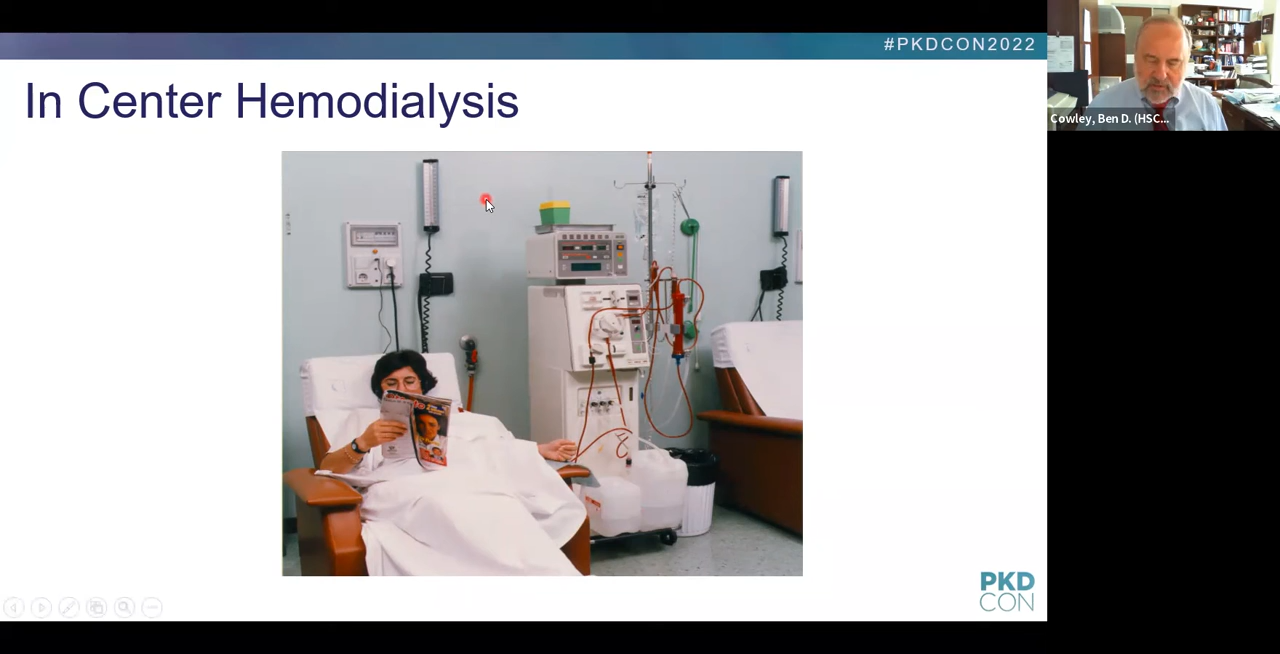 #PKDCON2022
In Center Hemodialysis
Cowley, Ben D. (HSC...
PKD
CON